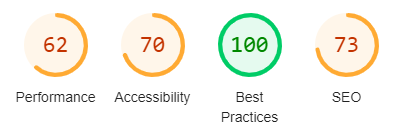 62 70 100 73
Performance Accessibility Best SEO
Practices